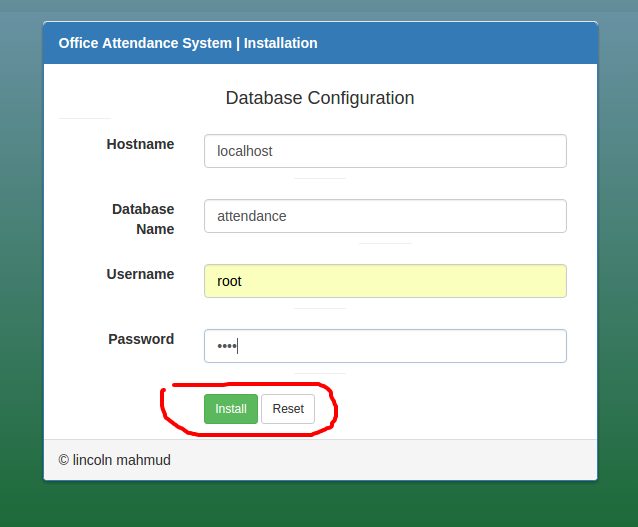 Office Attendance System | Installation
Database Configuration
Hostname
localhost
Database
Name
attendance
Username
root
Password
••••
Install Reset
© lincoln mahmud